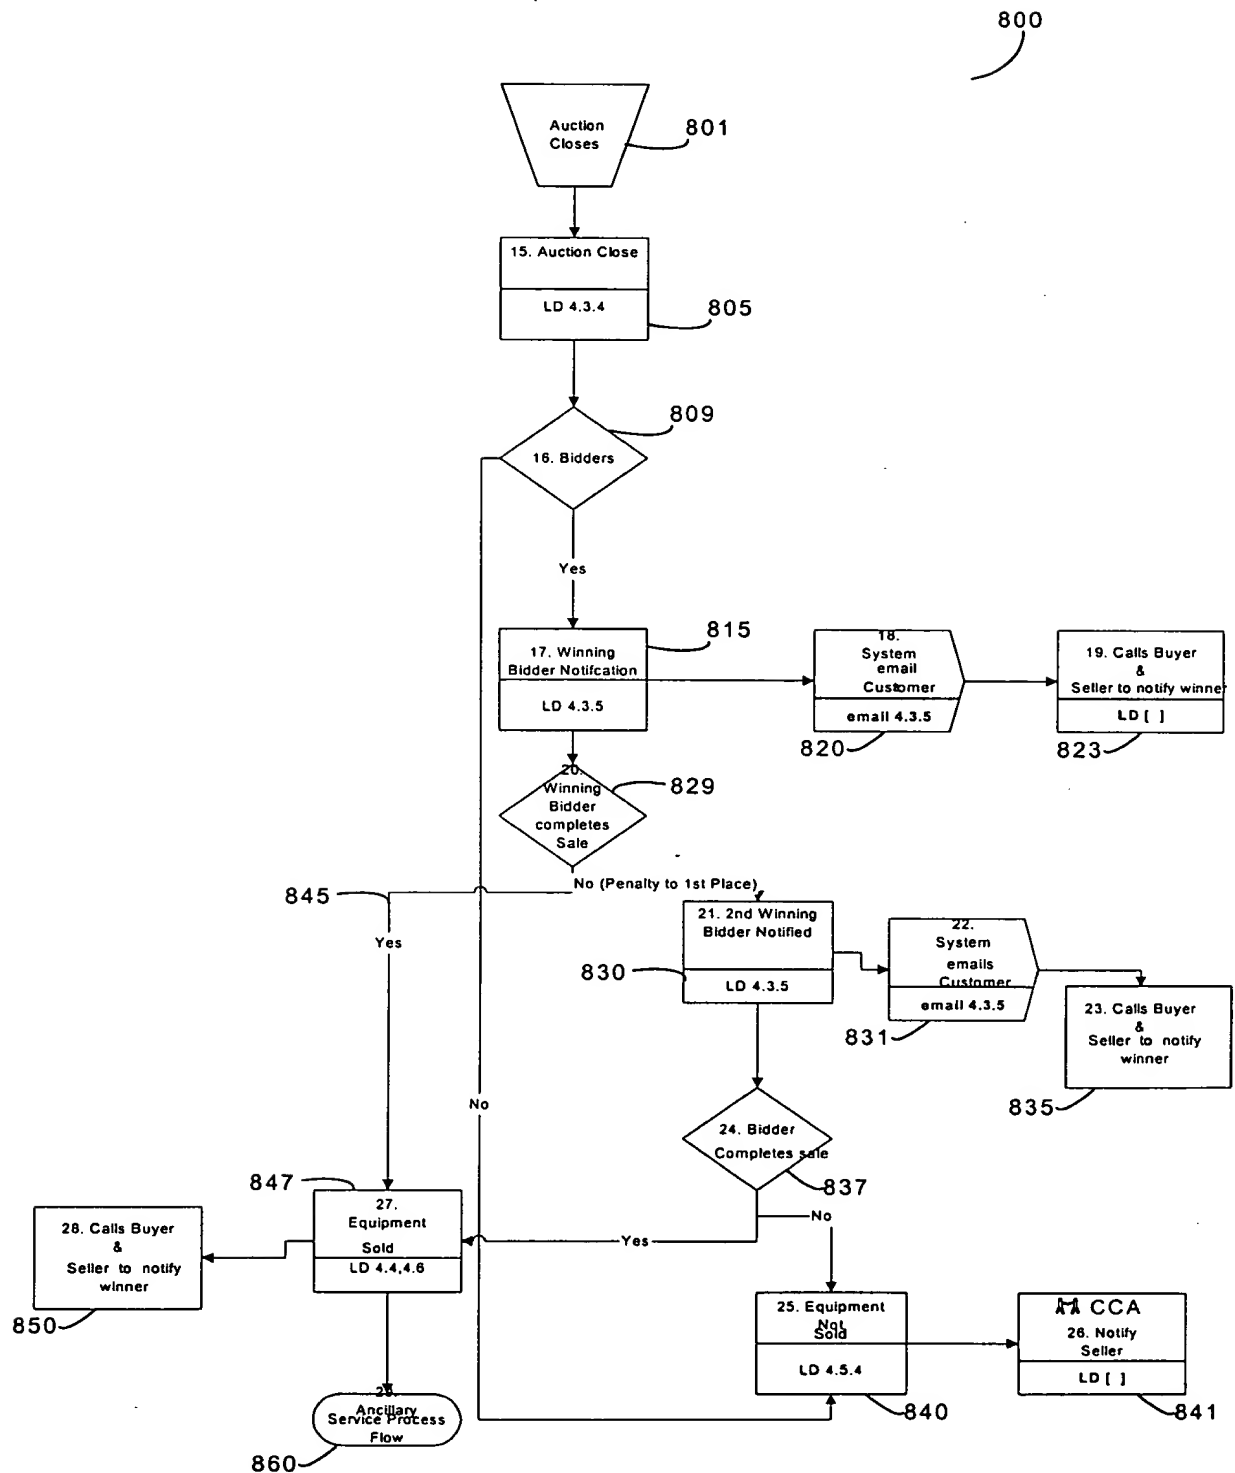 800
Auction
Closes
801
15. Auction Close
LD 4.3.4
805
809
16. Bidders
Yes
815
17. Winning
Bidder Notifcation
LD 4.3.5
18.
System
email
Customer
email 4.3.5
820
19. Calls Buyer
&
Seller to notify winner
LD [ ]
823
20.
Winning
Bidder
completes
Sale
829
845
No (Penalty to 1st Place)
Yes
21. 2nd Winning
Bidder Notified
LD 4.3.5
830
22.
System
emails
Customer
email 4.3.5
831
23. Calls Buyer
&
Seller to notify
winner
835
No
24. Bidder
Completes sale
837
No
Yes
847
27.
Equipment
Sold
LD 4.4,4.6
28. Calls Buyer
&
Seller to notify
winner
850
25. Equipment
Not
Sold
LD 4.5.4
840
CCA
26. Notify
Seller
LD [ ]
841
29.
Ancillary
Service Process
Flow
860